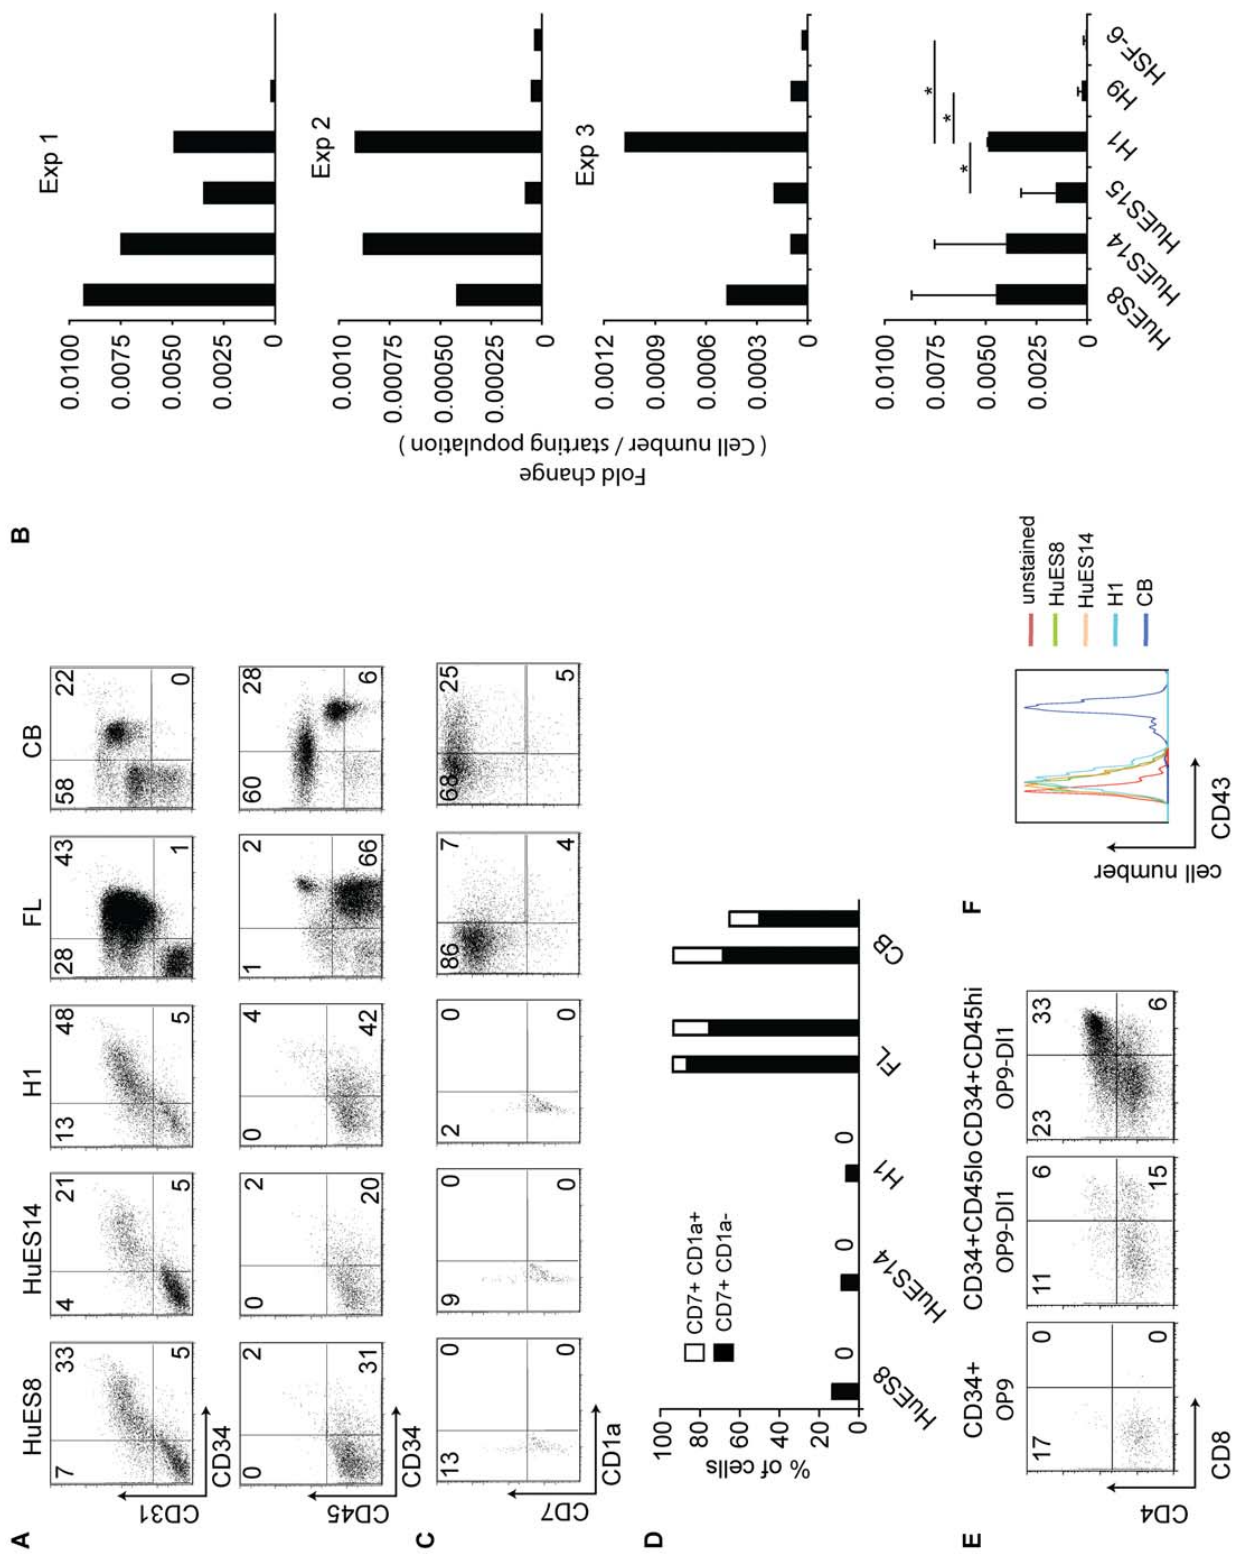 A
HuES8
HuES14
H1
FL
CB
7
33
5
4
21
5
13
48
5
28
43
1
58
22
0
CD31
CD34
0
2
31
0
2
20
0
4
42
1
2
66
60
28
6
CD45
CD34
C
13
0
0
9
0
0
2
0
0
86
7
4
68
25
5
CD7
CD1a
B
Exp 1
0.0100
0.0075
0.0050
0.0025
0
Exp 2
0.0010
0.00075
0.00050
0.00025
0
Exp 3
0.0012
0.0009
0.0006
0.0003
0
Fold change
( Cell number / starting population )
0.0100
0.0075
0.0050
0.0025
0
*
*
*
HuES8
HuES14
HuES15
H1
H9
HSF-6
D
% of cells
100
80
60
40
20
0
CD7+ CD1a+
CD7+ CD1a-
0
0
0
HuES8
HuES14
H1
FL
CB
E
CD34+
OP9
CD34+CD45lo
OP9-Dl1
CD34+CD45hi
OP9-Dl1
17
0
0
11
6
15
23
33
6
CD4
CD8
F
cell number
CD43
unstained
HuES8
HuES14
H1
CB